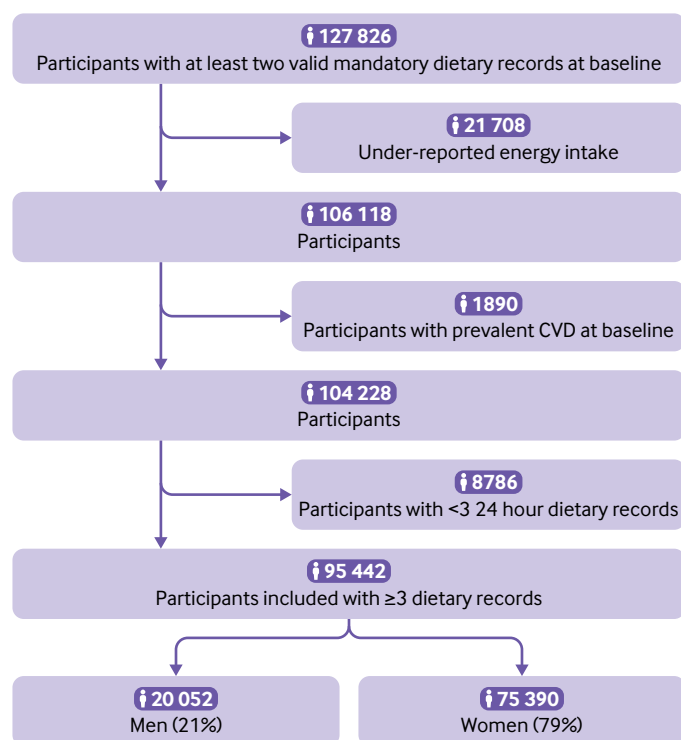 127 826
Participants with at least two valid mandatory dietary records at baseline
21 708
Under-reported energy intake
106 118
Participants
1890
Participants with prevalent CVD at baseline
104 228
Participants
8786
Participants with <3 24 hour dietary records
95 442
Participants included with ≥3 dietary records
20 052
Men (21%)
75 390
Women (79%)